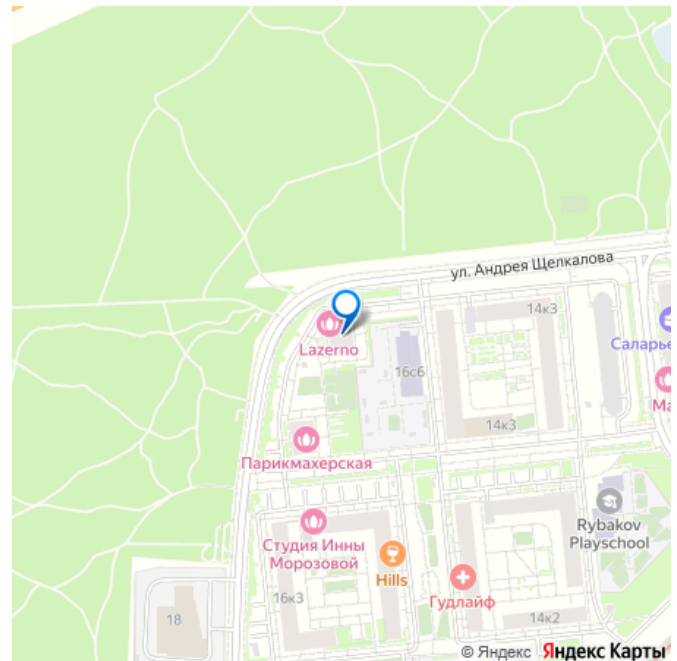 ул. Андрея Щелкалова
14к3
Lazerno
Саларье
16с6
Ма
14к3
Парикмахерская
Rybakov
Playschool
Студия Инны
Морозовой
Hills
Гудлайф
16к3
18
14к2
© Яндекс Яндекс Карты